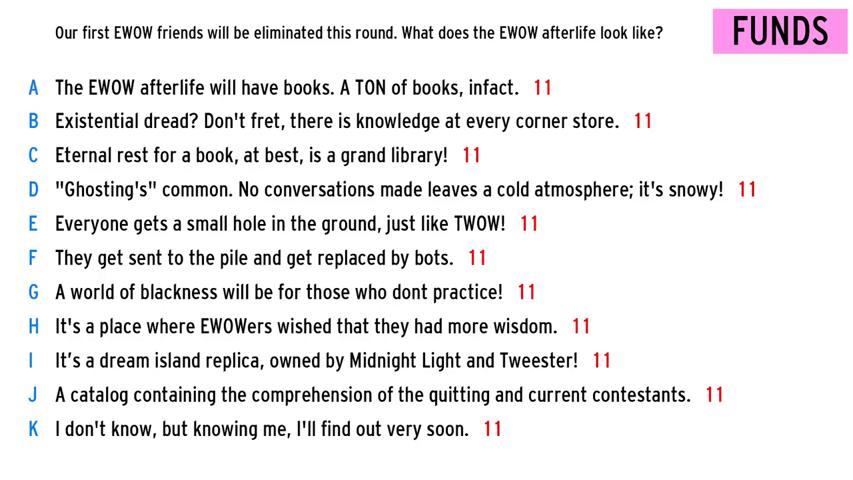 Our first EWOW friends will be eliminated this round. What does the EWOW afterlife look like?
FUNDS
A The EWOW afterlife will have books. A TON of books, infact. 11
B Existential dread? Don't fret, there is knowledge at every corner store. 11
C Eternal rest for a book, at best, is a grand library! 11
D "Ghosting's" common. No conversations made leaves a cold atmosphere; it's snowy! 11
E Everyone gets a small hole in the ground, just like TWOW! 11
F They get sent to the pile and get replaced by bots. 11
G A world of blackness will be for those who dont practice! 11
H It's a place where EWOWers wished that they had more wisdom. 11
I It’s a dream island replica, owned by Midnight Light and Tweester! 11
J A catalog containing the comprehension of the quitting and current contestants. 11
K I don't know, but knowing me, I'll find out very soon. 11